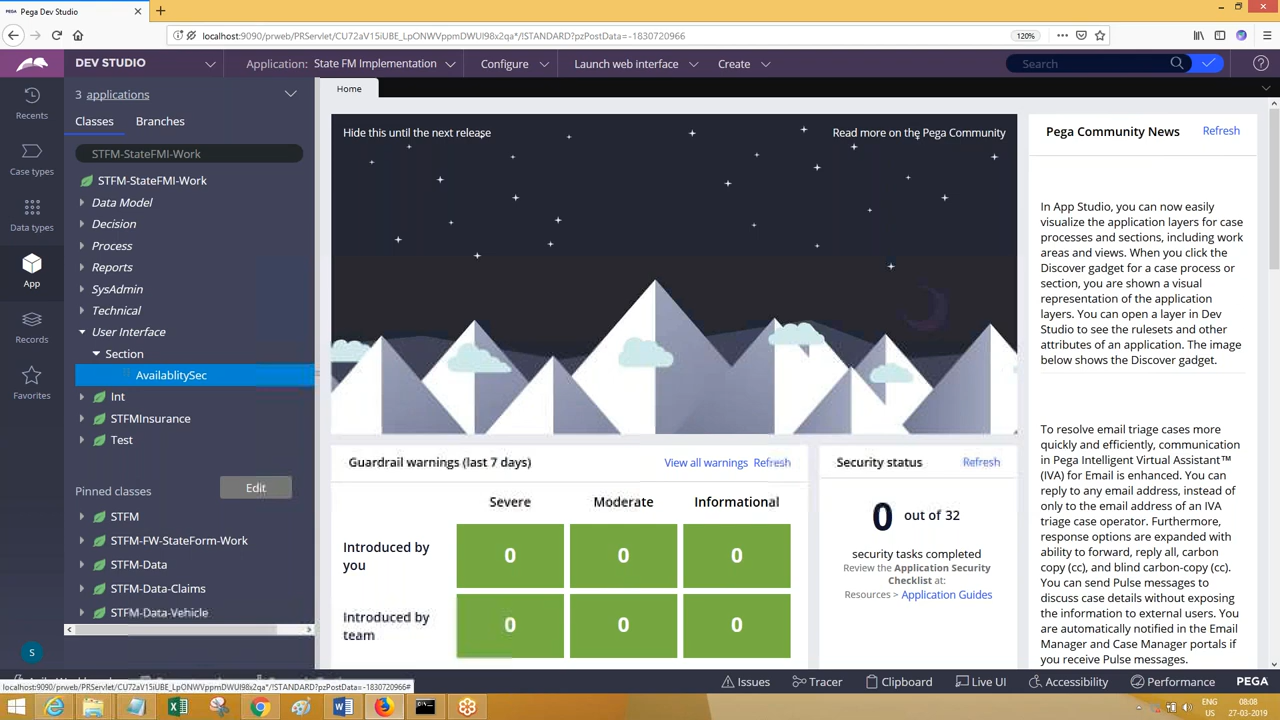 Pega Dev Studio
localhost:9090/prweb/PRServlet/CU72aV15iUBE_LpONWVppmDWUI98x2qa*/!STANDARD?pzPostData=-1830720966
120%
DEV STUDIO
Application: State FM Implementation
Configure
Launch web interface
Create
Search
3 applications
Home
Recents
Classes Branches
Case types
STFM-StateFMI-Work
STFM-StateFMI-Work
Data Model
Data types
Decision
Process
App
Reports
SysAdmin
Technical
Records
User Interface
Section
Favorites
AvailablitySec
Int
STFMInsurance
Test
Pinned classes
Edit
STFM
STFM-FW-StateForm-Work
STFM-Data
STFM-Data-Claims
STFM-Data-Vehicle
S
Hide this until the next release
Read more on the Pega Community
Guardrail warnings (last 7 days)
View all warnings Refresh
Severe Moderate Informational
Introduced by
you
0 0 0
Introduced by
team
0 0 0
Security status Refresh
0 out of 32
security tasks completed
Review the Application Security
Checklist at:
Resources > Application Guides
Pega Community News Refresh
In App Studio, you can now easily
visualize the application layers for case
processes and sections, including work
areas and views. When you click the
Discover gadget for a case process or
section, you are shown a visual
representation of the application
layers. You can open a layer in Dev
Studio to see the rulesets and other
attributes of an application. The image
below shows the Discover gadget.
To resolve email triage cases more
quickly and efficiently, communication
in Pega Intelligent Virtual Assistant™
(IVA) for Email is enhanced. You can
reply to any email address, instead of
only to the email address of an IVA
triage case operator. Furthermore,
response options are expanded with
ability to forward, reply all, carbon
copy (cc), and blind carbon-copy (cc).
You can send Pulse messages to
discuss case details without exposing
the information to external users. You
are automatically notified in the Email
Manager and Case Manager portals if
you receive Pulse messages.
localhost:9090/prweb/PRServlet/CU72aV15iUBE_LpONWVppmDWUI98x2qa*/!STANDARD?pzPostData=-1830720966#
Issues
Tracer
Clipboard
Live UI
Accessibility
Performance
PEGA
ENG
US
08:08
27-03-2019